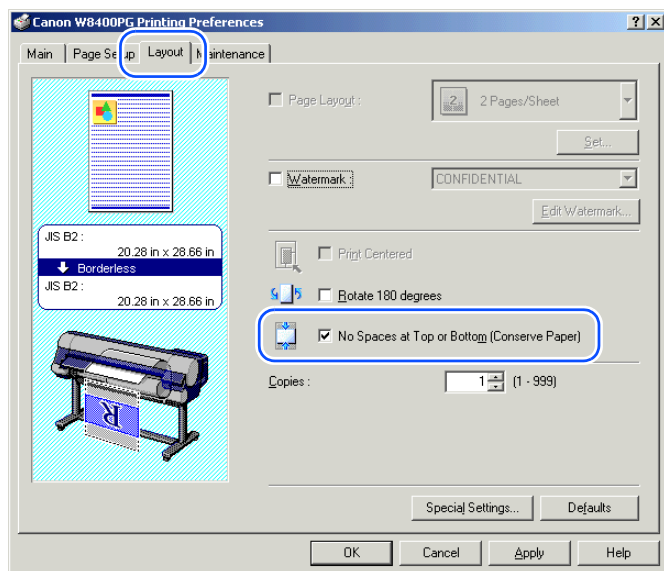 Canon W8400PG Printing Preferences
Main Page Setup Layout Maintenance
Page Layout :
2 2 Pages/Sheet
Set...
Watermark :
CONFIDENTIAL
Edit Watermark...
JIS B2 :
20.28 in x 28.66 in
Borderless
JIS B2 :
20.28 in x 28.66 in
Print Centered
Rotate 180 degrees
No Spaces at Top or Bottom (Conserve Paper)
Copies : 1 (1 - 999)
R
Special Settings... Defaults
OK Cancel Apply Help